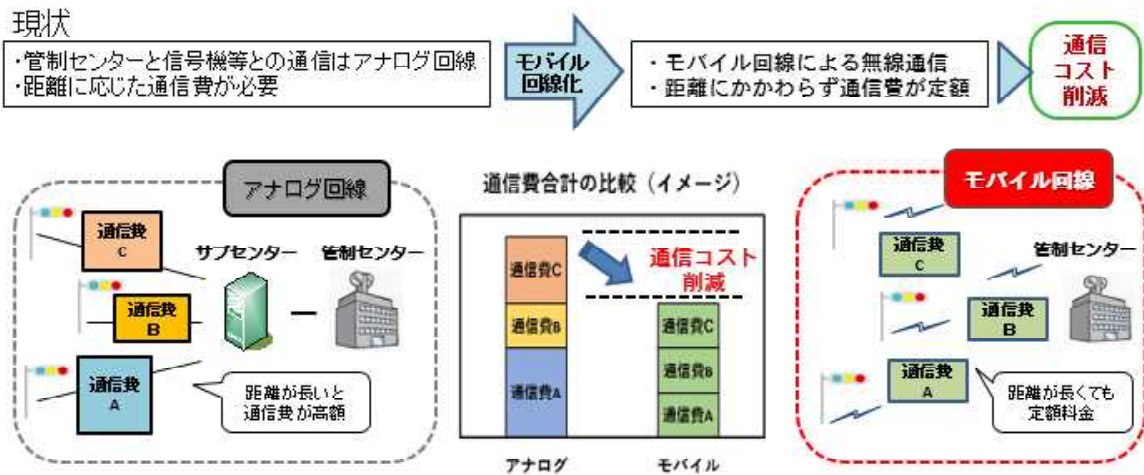 現状
・管制センターと信号機等との通信はアナログ回線
・距離に応じた通信費が必要
モバイル
回線化
・モバイル回線による無線通信
・距離にかかわらず通信費が定額
通信
コスト
削減
アナログ回線
通信費
C
サブセンター
管制センター
通信費
B
通信費
A
距離が長いと
通信費が高額
通信費合計の比較（イメージ）
通信費C
通信費B
通信費A
通信コスト
削減
通信費C
通信費B
通信費A
アナログ
モバイル
モバイル回線
通信費
C
管制センター
通信費
B
通信費
A
距離が長くても
定額料金